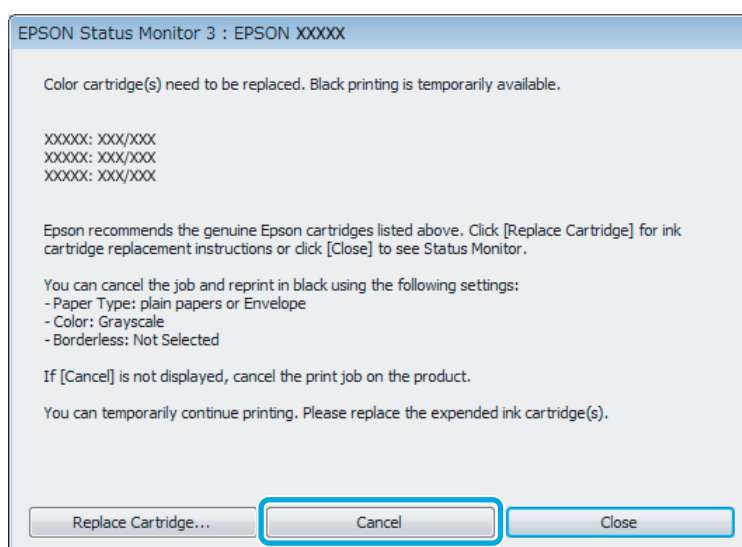 EPSON Status Monitor 3 : EPSON XXXXX
Color cartridge(s) need to be replaced. Black printing is temporarily available.
XXXXX: XXX/XXX
XXXXX: XXX/XXX
XXXXX: XXX/XXX
Epson recommends the genuine Epson cartridges listed above. Click [Replace Cartridge] for ink
cartridge replacement instructions or click [Close] to see Status Monitor.
You can cancel the job and reprint in black using the following settings:
- Paper Type: plain papers or Envelope
- Color: Grayscale
- Borderless: Not Selected
If [Cancel] is not displayed, cancel the print job on the product.
You can temporarily continue printing. Please replace the expended ink cartridge(s).
Replace Cartridge... Cancel Close